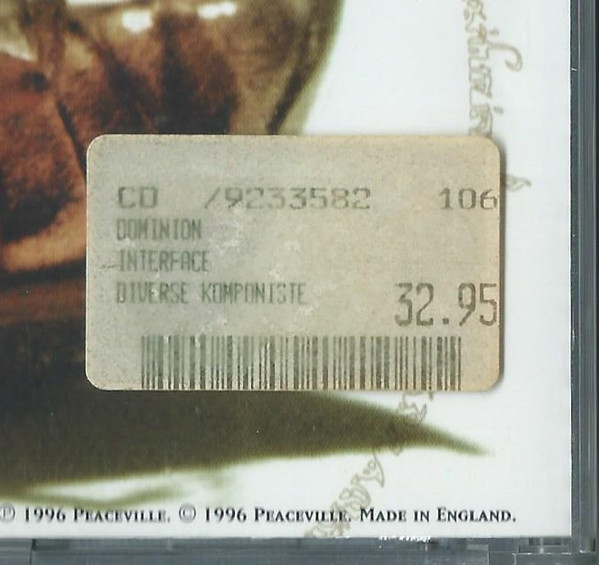 CD /9233582 106
DOMINION
INTERFACE
DIVERSE KOMPONISTE 32.95
℗ 1996 PEACEVILLE. © 1996 PEACEVILLE. MADE IN ENGLAND.